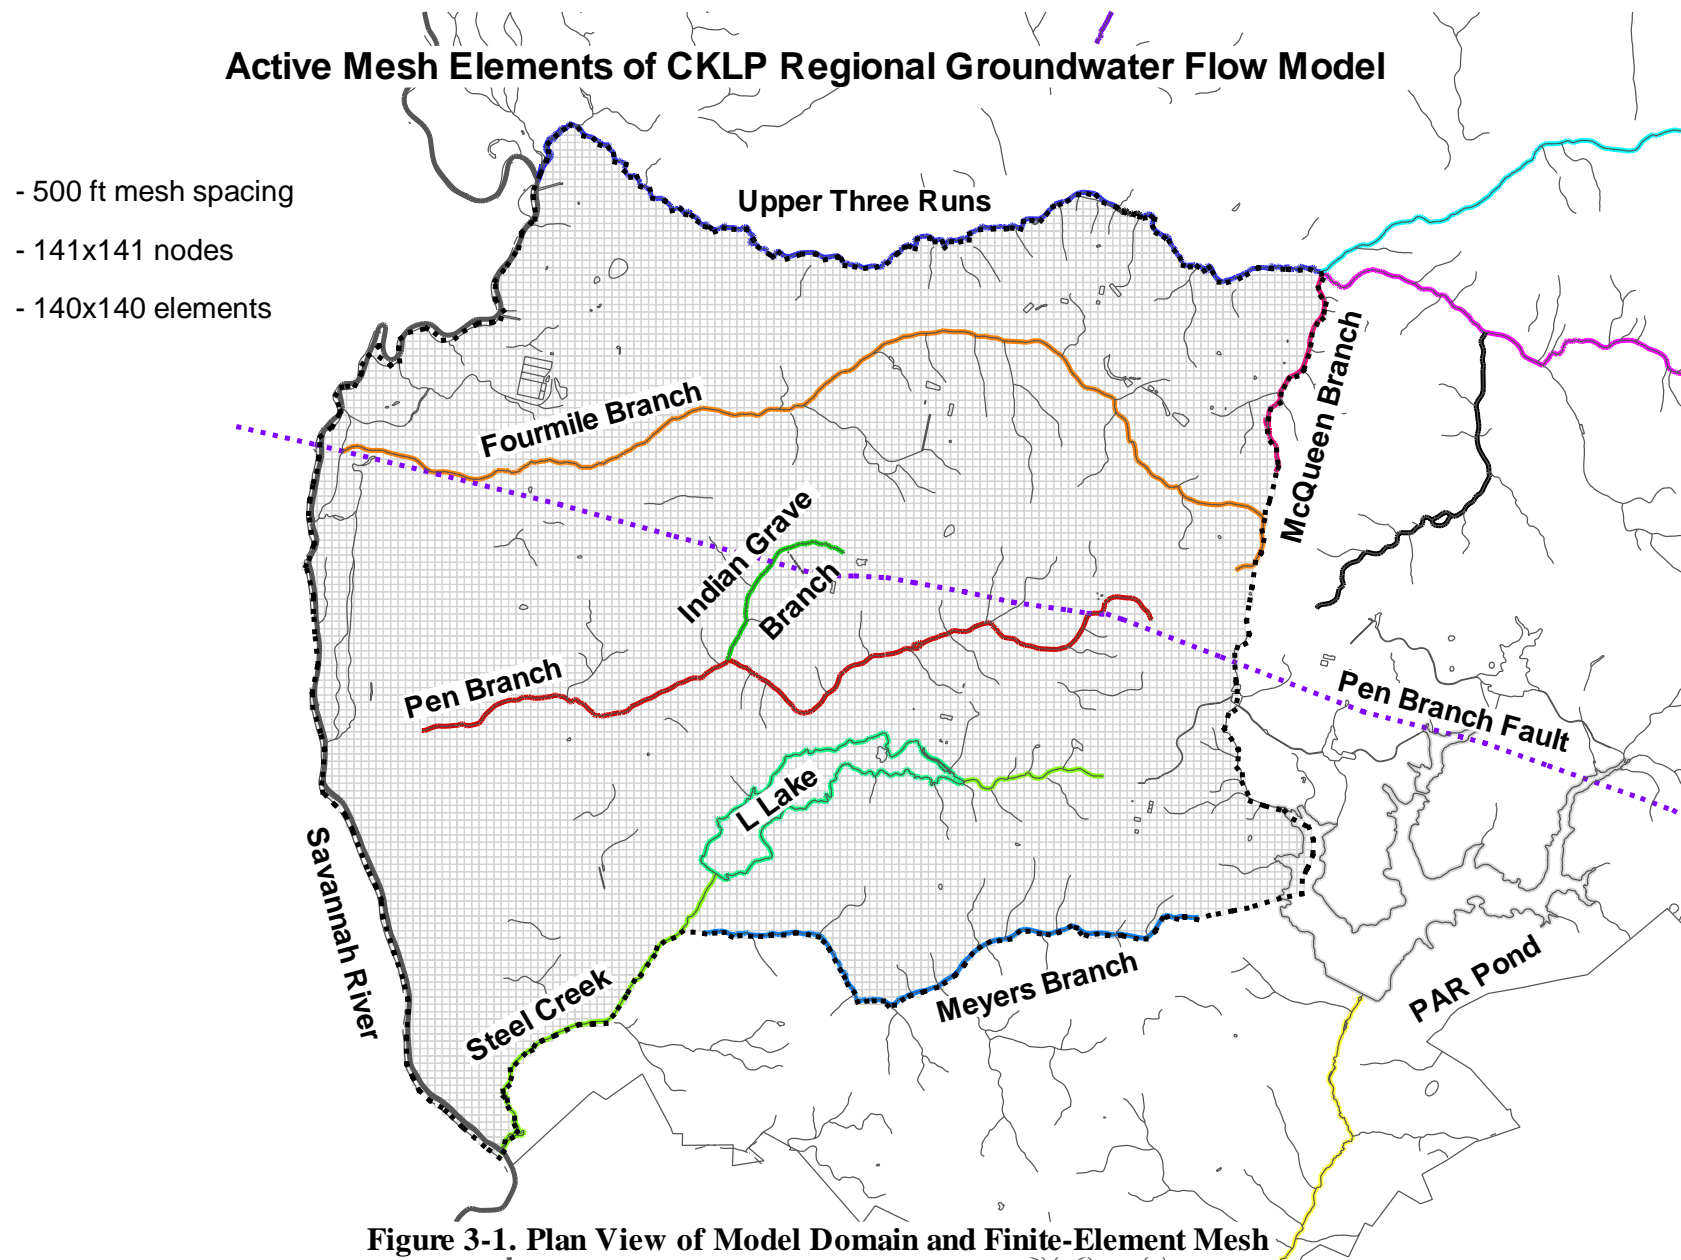 Active Mesh Elements of CKLP Regional Groundwater Flow Model
- 500 ft mesh spacing
- 141x141 nodes
- 140x140 elements
Upper Three Runs
Fourmile Branch
McQueen Branch
Indian Grave
Branch
Pen Branch
Pen Branch Fault
L Lake
Savannah River
Steel Creek
Meyers Branch
PAR Pond
Figure 3-1. Plan View of Model Domain and Finite-Element Mesh